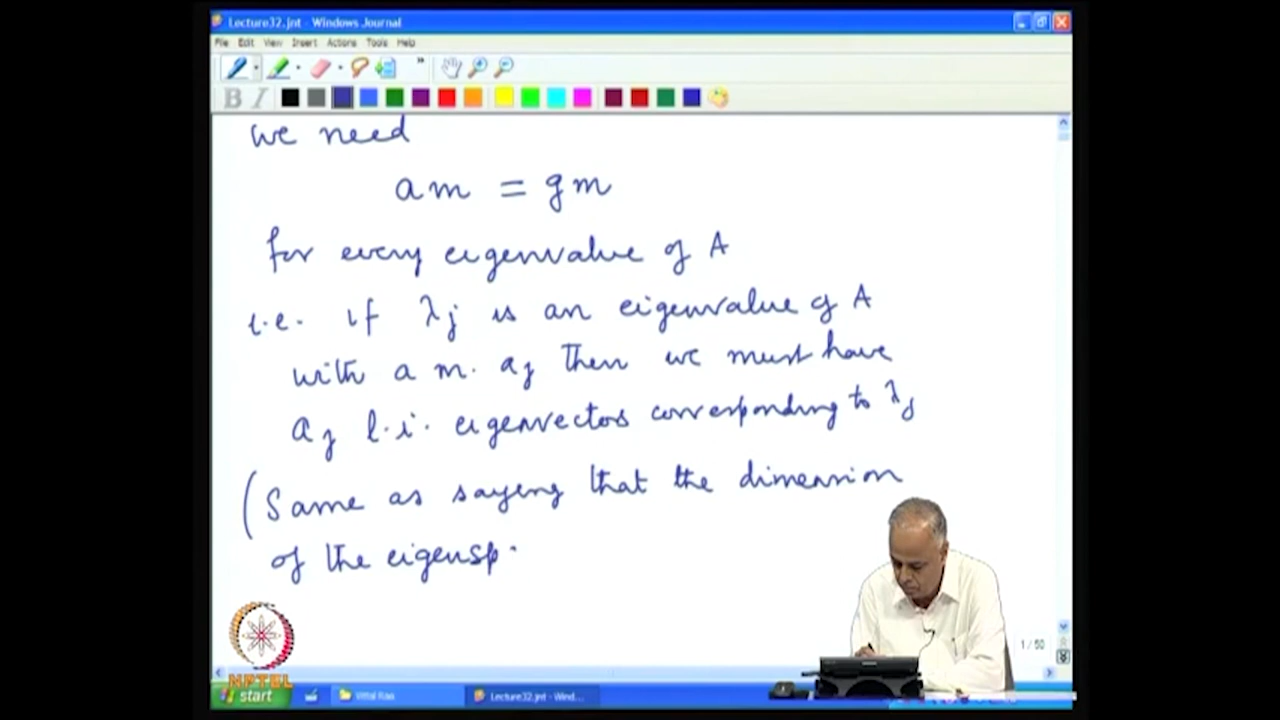 Lecture32.jnt - Windows Journal
File Edit View Insert Actions Tools Help
B I
we need
am = gm
for every eigenvalue of A
i.e. if λj is an eigenvalue of A
with a m. aj then we must have
aj l.i. eigenvectors corresponding to λj
(Same as saying that the dimension
of the eigensp
1 / 50
NPTEL
start
Vittal Rao
Lecture32.jnt - Wind...